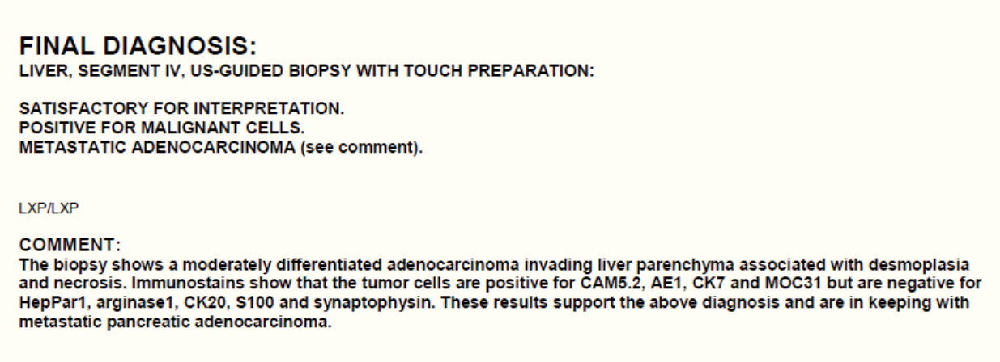 FINAL DIAGNOSIS:
LIVER, SEGMENT IV, US-GUIDED BIOPSY WITH TOUCH PREPARATION:
SATISFACTORY FOR INTERPRETATION.
POSITIVE FOR MALIGNANT CELLS.
METASTATIC ADENOCARCINOMA (see comment).
LXP/LXP
COMMENT:
The biopsy shows a moderately differentiated adenocarcinoma invading liver parenchyma associated with desmoplasia
and necrosis. Immunostains show that the tumor cells are positive for CAM5.2, AE1, CK7 and MOC31 but are negative for
HepPar1, arginase1, CK20, S100 and synaptophysin. These results support the above diagnosis and are in keeping with
metastatic pancreatic adenocarcinoma.